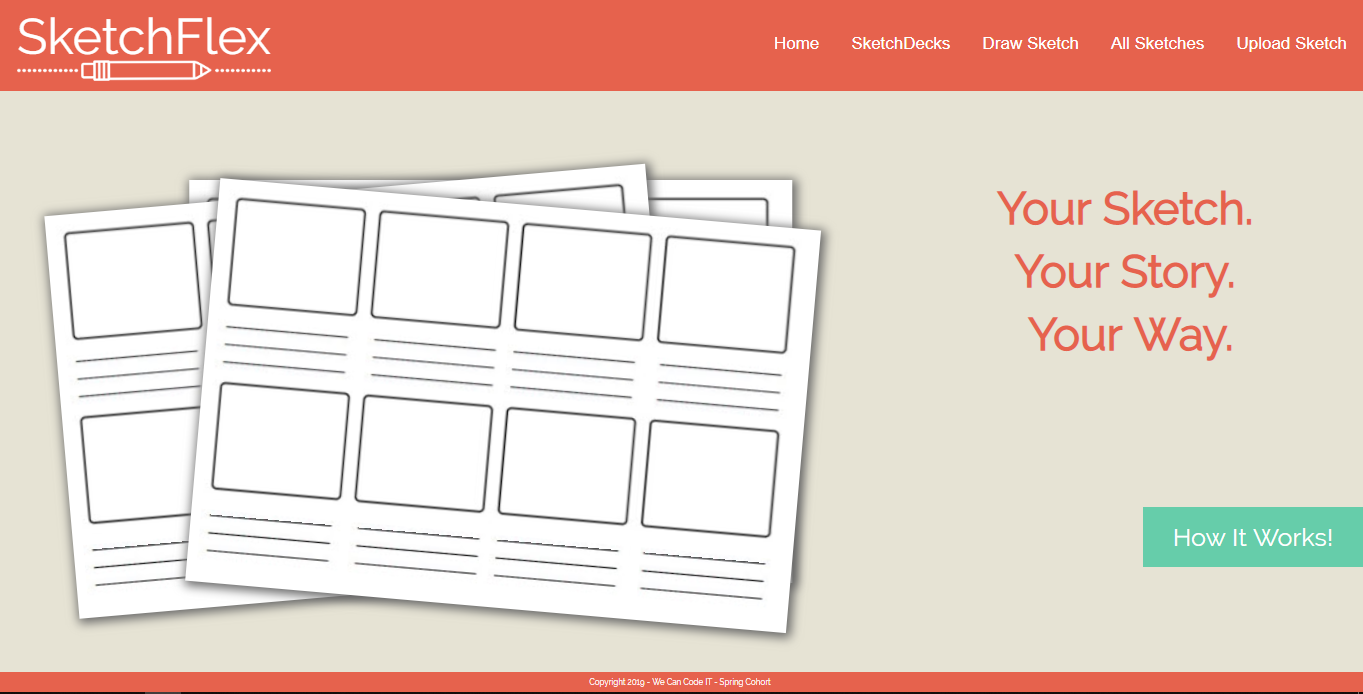 SketchFlex
Home SketchDecks Draw Sketch All Sketches Upload Sketch
Your Sketch.
Your Story.
Your Way.
How It Works!
Copyright 2019 - We Can Code IT - Spring Cohort